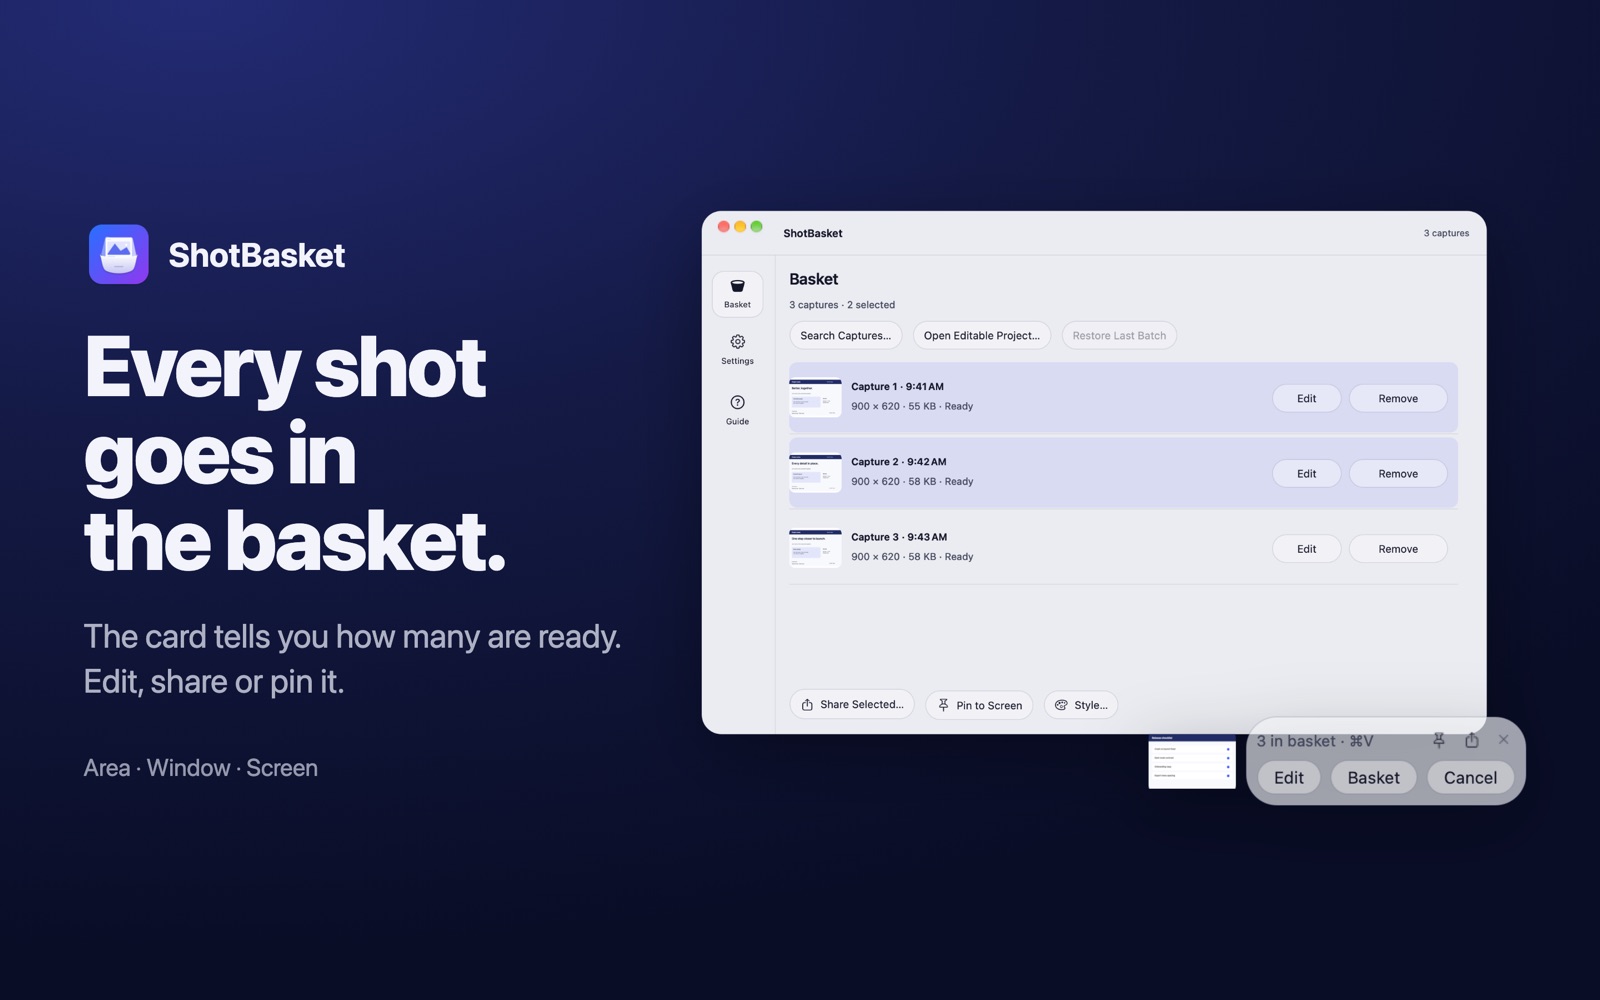 ShotBasket
Every shot
goes in
the basket.
The card tells you how many are ready.
Edit, share or pin it.
Area · Window · Screen
ShotBasket
3 captures
Basket
Settings
Guide
Basket
3 captures · 2 selected
Search Captures...
Open Editable Project...
Restore Last Batch
Capture 1 · 9:41 AM
900 × 620 · 55 KB · Ready
Edit
Remove
Capture 2 · 9:42 AM
900 × 620 · 58 KB · Ready
Edit
Remove
Capture 3 · 9:43 AM
900 × 620 · 58 KB · Ready
Edit
Remove
Share Selected...
Pin to Screen
Style...
3 in basket · ⌘V
Edit
Basket
Cancel